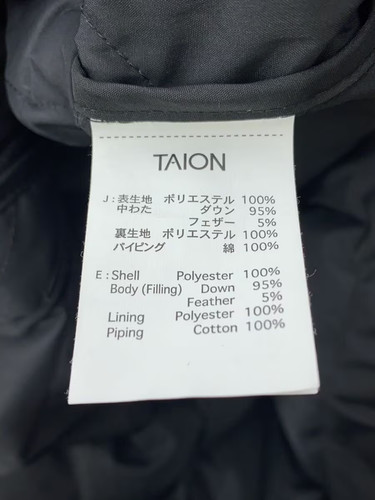 TAION
J : 表生地 ポリエステル 100%
中わた ダウン 95%
フェザー 5%
裏生地 ポリエステル 100%
パイピング 綿 100%
E : Shell Polyester 100%
Body (Filling) Down 95%
Feather 5%
Lining Polyester 100%
Piping Cotton 100%